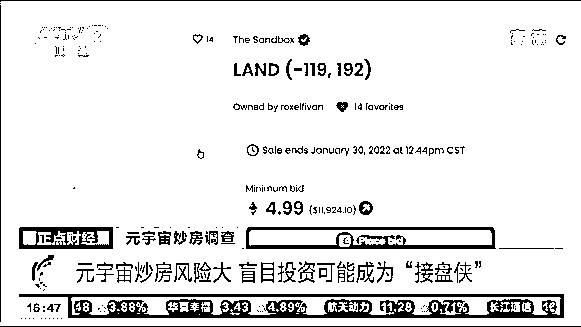 14 The Sandbox
LAND (-119, 192)
Owned by roxelfivan 14 favorites
Sale ends January 30, 2022 at 12:44pm CST
Minimum bid
4.99 ($11,924.10)
正点财经 元宇宙炒房调查 Place bid
元宇宙炒房风险大 盲目投资可能成为“接盘侠”
16:47 48 3.88% 华夏幸福 3.43 4.89% 航天动力 11.28 0.71% 长江通信 16